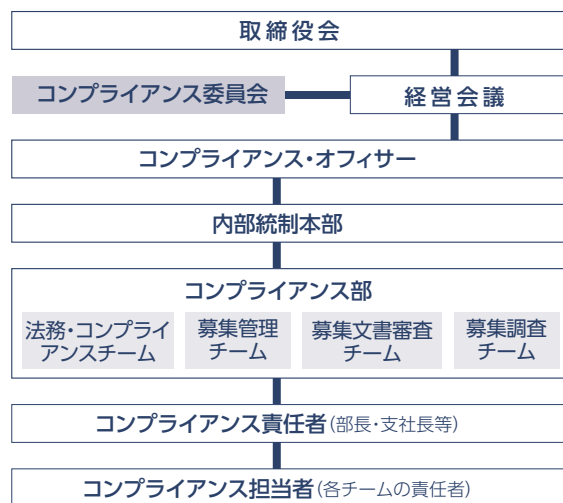 取締役会
コンプライアンス委員会
経営会議
コンプライアンス・オフィサー
内部統制本部
コンプライアンス部
法務・コンプライ
アンスチーム
募集管理
チーム
募集文書審査
チーム
募集調査
チーム
コンプライアンス責任者(部長・支社長等)
コンプライアンス担当者(各チームの責任者)